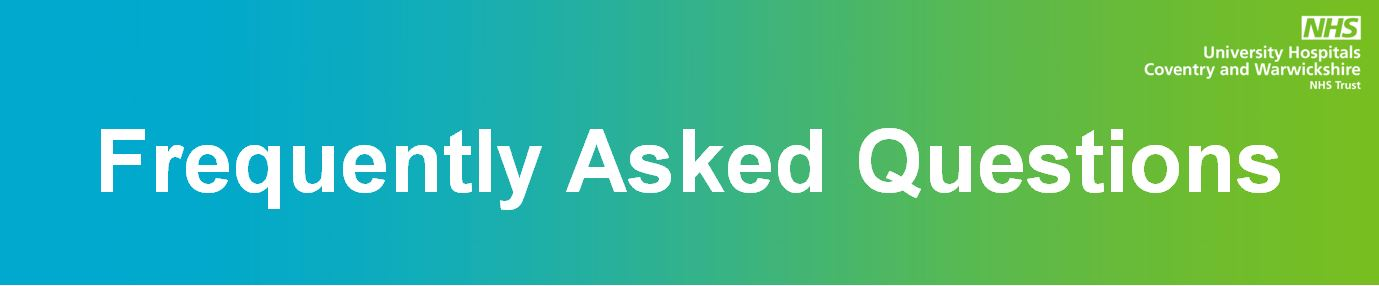 NHS
University Hospitals
Coventry and Warwickshire
NHS Trust
Frequently Asked Questions